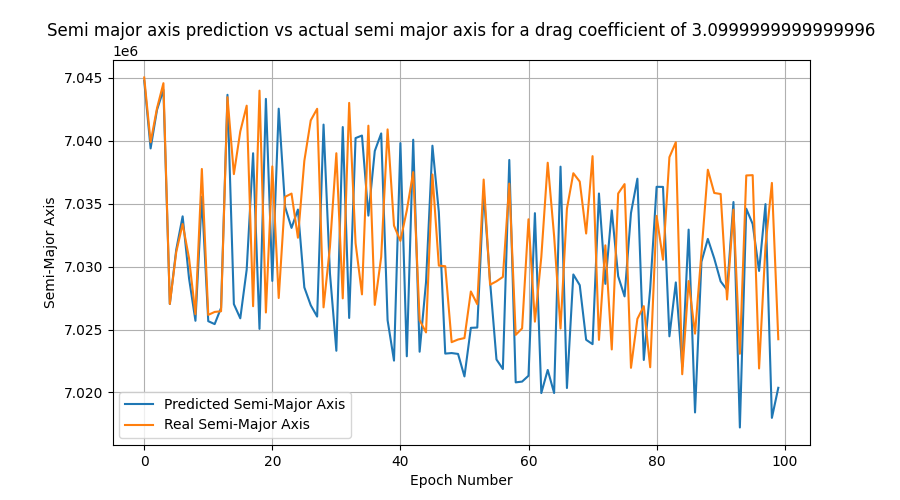 Semi major axis prediction vs actual semi major axis for a drag coefficient of 3.0999999999999996
1e6
7.045
7.040
7.035
7.030
7.025
7.020
Semi-Major Axis
Predicted Semi-Major Axis
Real Semi-Major Axis
0 20 40 60 80 100
Epoch Number